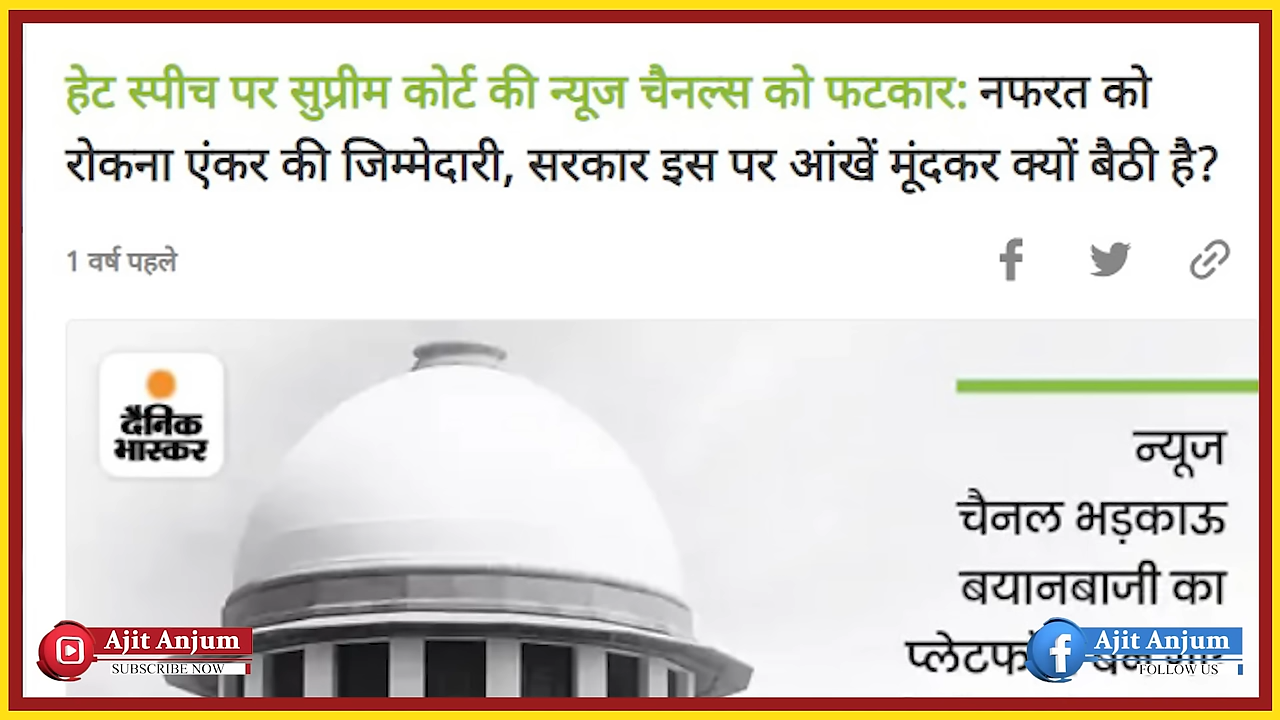 हेट स्पीच पर सुप्रीम कोर्ट की न्यूज चैनल्स को फटकार: नफरत को
रोकना एंकर की जिम्मेदारी, सरकार इस पर आंखें मूंदकर क्यों बैठी है?
1 वर्ष पहले
दैनिक
भास्कर
न्यूज
चैनल भड़काऊ
बयानबाजी का
Ajit Anjum
SUBSCRIBE NOW
Ajit Anjum
FOLLOW US